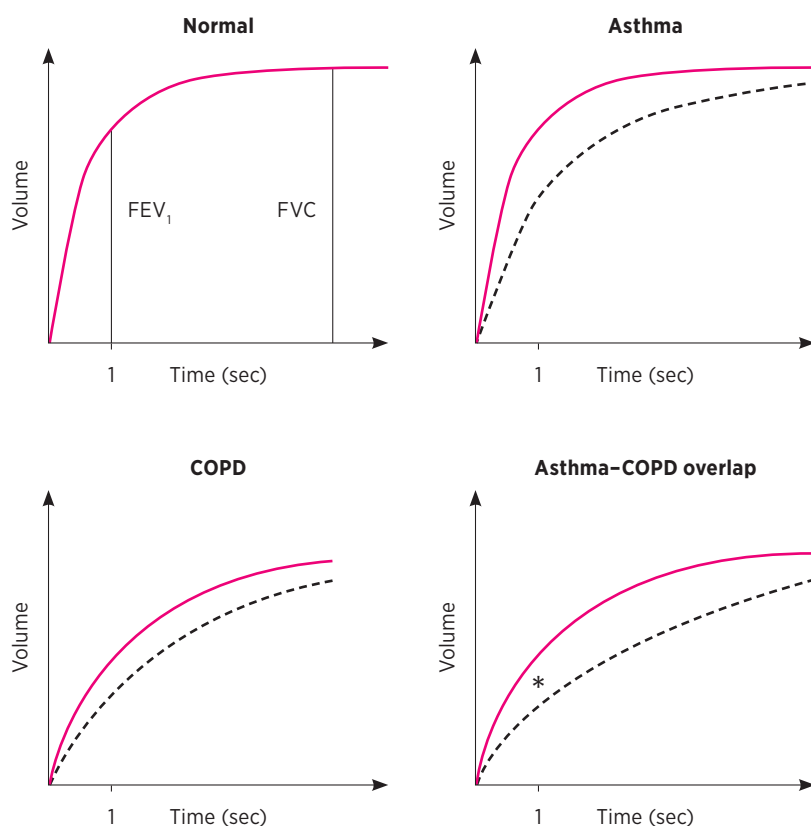 Normal
Volume
FEV₁
FVC
1 Time (sec)
Asthma
Volume
1 Time (sec)
COPD
Volume
1 Time (sec)
Asthma–COPD overlap
Volume
*
1 Time (sec)